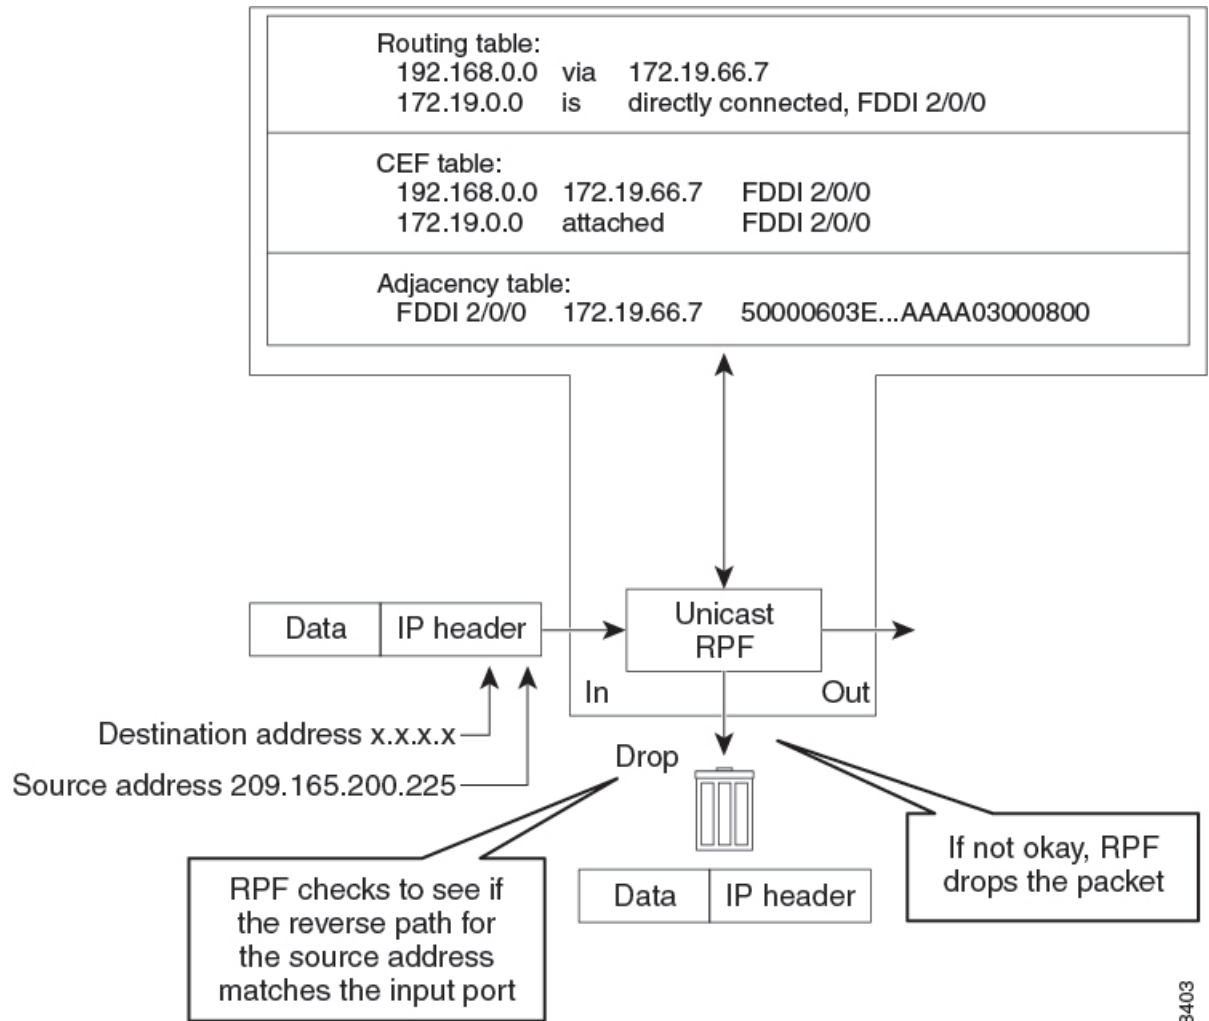 Routing table:
192.168.0.0 via 172.19.66.7
172.19.0.0 is directly connected, FDDI 2/0/0
CEF table:
192.168.0.0 172.19.66.7 FDDI 2/0/0
172.19.0.0 attached FDDI 2/0/0
Adjacency table:
FDDI 2/0/0 172.19.66.7 50000603E...AAAA03000800
Data
IP header
Unicast
RPF
In
Out
Destination address x.x.x.x
Source address 209.165.200.225
Drop
RPF checks to see if
the reverse path for
the source address
matches the input port
Data
IP header
If not okay, RPF
drops the packet